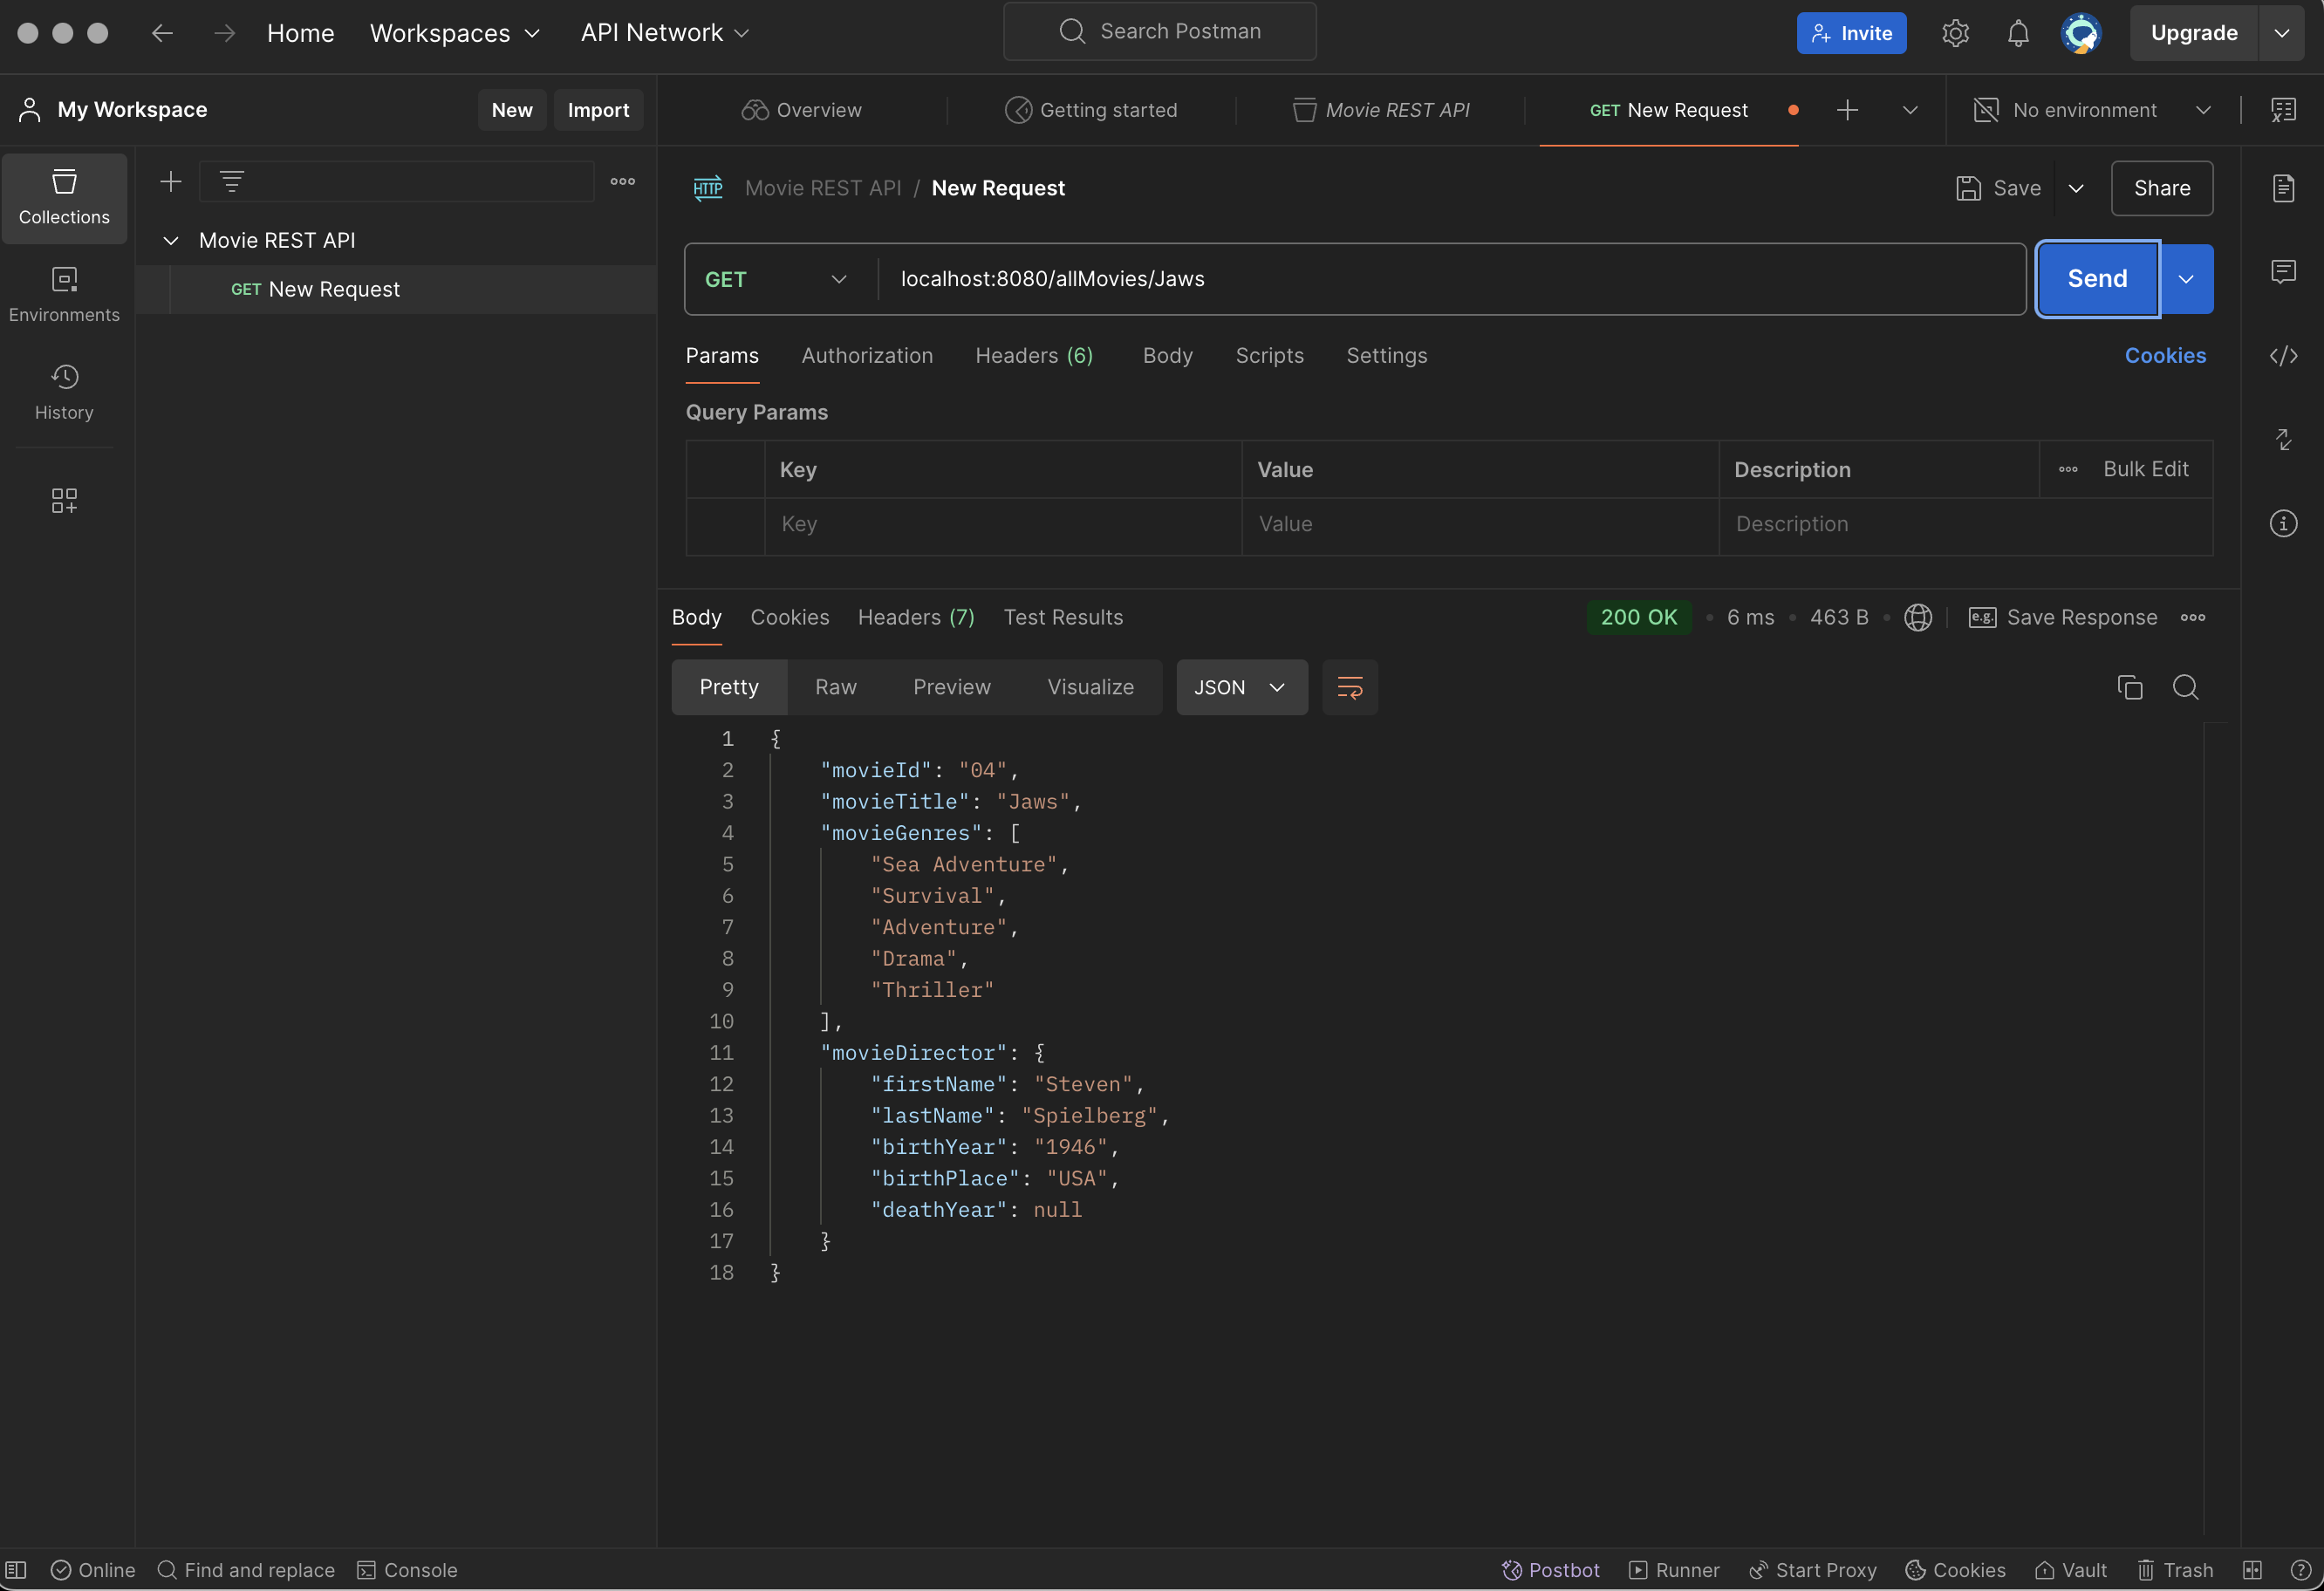 Home Workspaces API Network Search Postman Invite Upgrade
My Workspace New Import Overview Getting started Movie REST API GET New Request No environment
Collections
Environments
History
Movie REST API
GET New Request
HTTP Movie REST API / New Request Save Share
GET localhost:8080/allMovies/Jaws Send
Params Authorization Headers (6) Body Scripts Settings Cookies
Query Params
Key Value Description Bulk Edit
Key Value Description
Body Cookies Headers (7) Test Results 200 OK • 6 ms • 463 B • e.g. Save Response
Pretty Raw Preview Visualize JSON
1 {
2 "movieId": "04",
3 "movieTitle": "Jaws",
4 "movieGenres": [
5 "Sea Adventure",
6 "Survival",
7 "Adventure",
8 "Drama",
9 "Thriller"
10 ],
11 "movieDirector": {
12 "firstName": "Steven",
13 "lastName": "Spielberg",
14 "birthYear": "1946",
15 "birthPlace": "USA",
16 "deathYear": null
17 }
18 }
Online Find and replace Console Postbot Runner Start Proxy Cookies Vault Trash